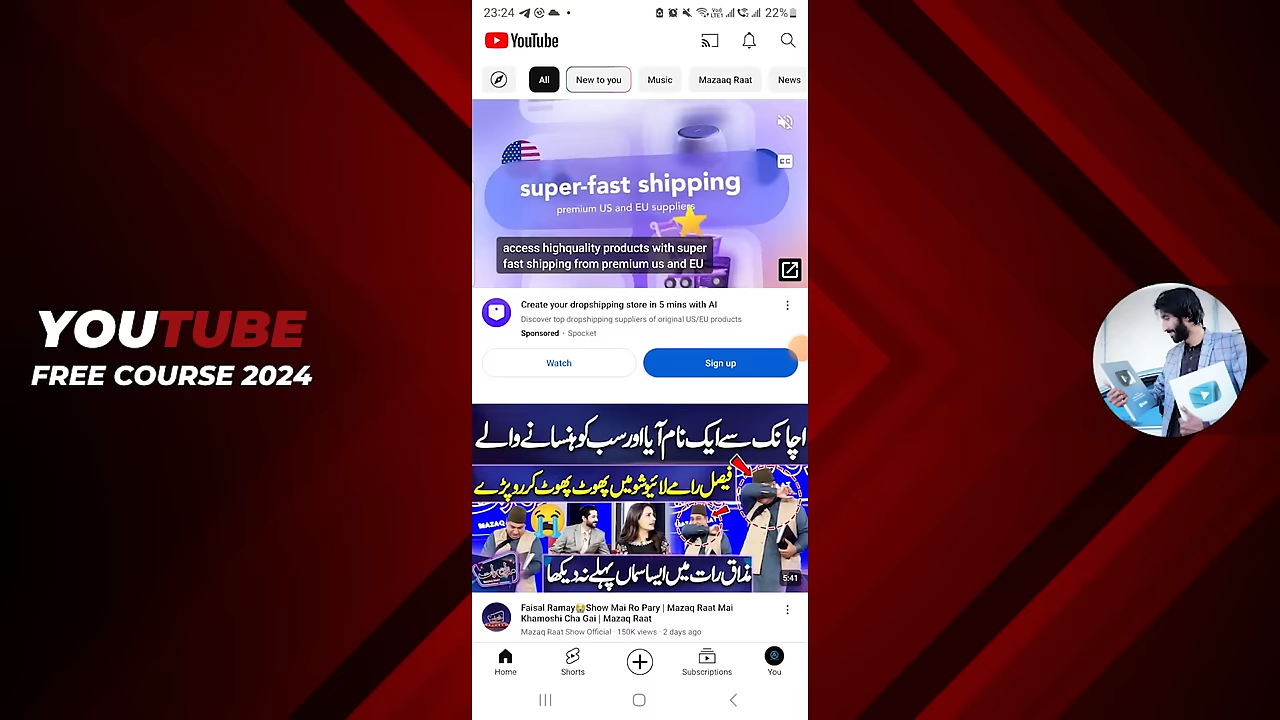 23:24
22%
YouTube
All
New to you
Music
Mazaaq Raat
News
super-fast shipping
premium US and EU suppliers
CC
access highquality products with super
fast shipping from premium us and EU
Create your dropshipping store in 5 mins with AI
Discover top dropshipping suppliers of original US/EU products
Sponsored · Spocket
Watch
Sign up
YOUTUBE
FREE COURSE 2024
اچانک سے ایک نام آیا اور سب کو ہنسانے والے
فیصل رامے لائیو شو میں پھوٹ پھوٹ کر رو پڑے
مذاق رات میں ایسا سماں پہلے نہ دیکھا
5:41
Faisal Ramay😭Show Mai Ro Pary | Mazaq Raat Mai
Khamoshi Cha Gai | Mazaq Raat
Mazaq Raat Show Official · 150K views · 2 days ago
Home
Shorts
Subscriptions
You